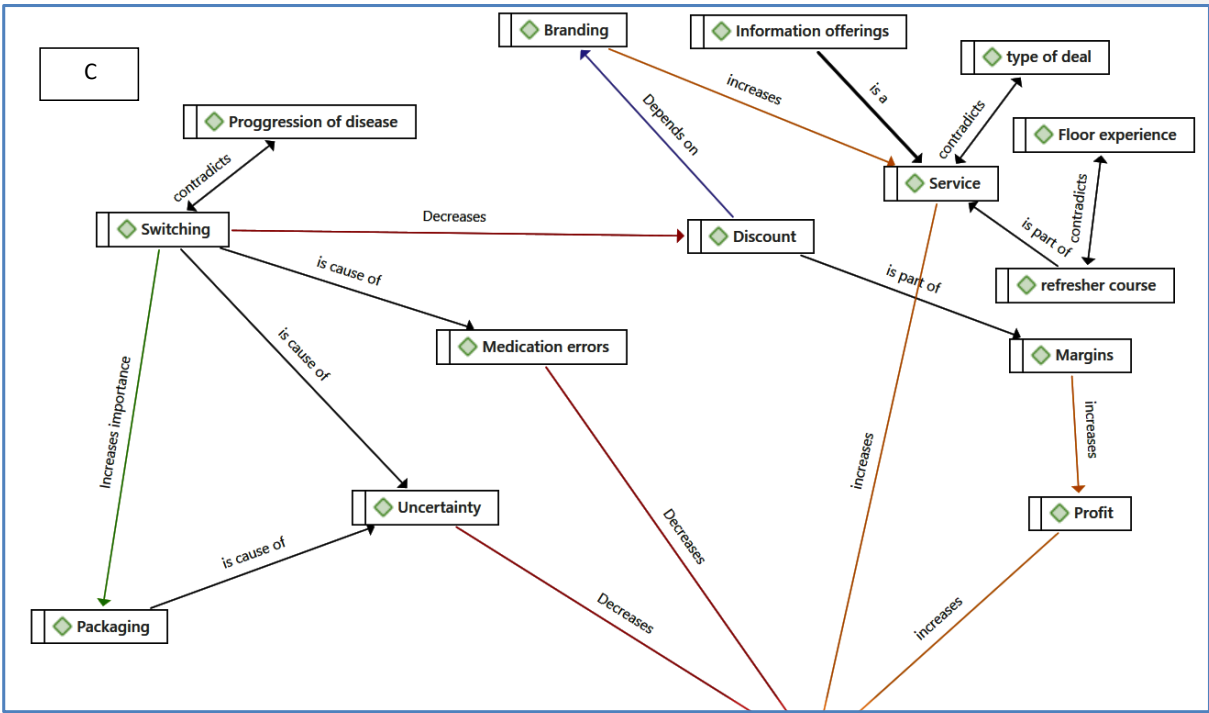 Branding
Information offerings
type of deal
C
increases
is a
contradicts
Proggression of disease
Depends on
Floor experience
contradicts
Service
contradicts
Switching
Decreases
Discount
is part of
is cause of
is part of
refresher course
is cause of
Medication errors
Margins
Increases importance
increases
increases
Uncertainty
Profit
is cause of
Decreases
Packaging
Decreases
increases